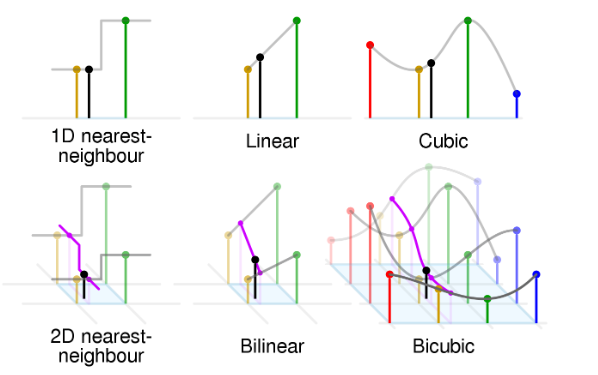 1D nearest-
neighbour
Linear
Cubic
2D nearest-
neighbour
Bilinear
Bicubic